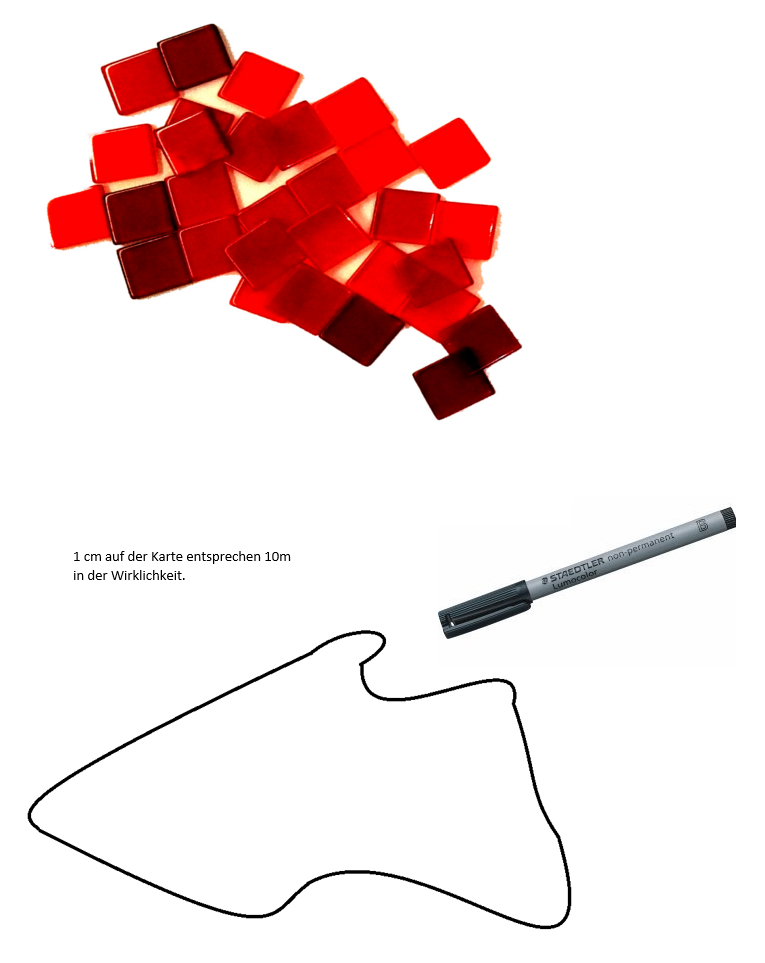 1 cm auf der Karte entsprechen 10m
in der Wirklichkeit.
STAEDTLER non-permanent
Lumocolor